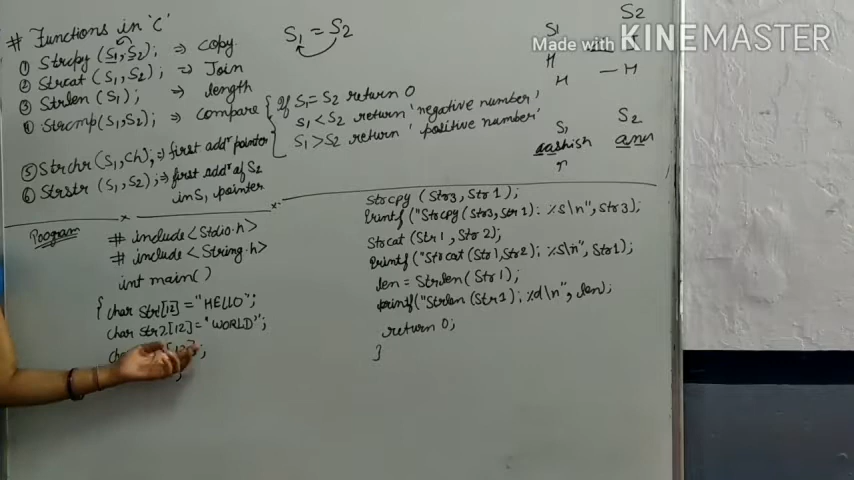 # Functions in 'C'
① Strcpy (S1, S2); ⇒ copy
② Strcat (S1, S2); ⇒ Join
③ Strlen (S1); ⇒ length
④ Strcmp(S1, S2); ⇒ compare
{ If S1 = S2 return 0
S1 < S2 return 'negative number'
S1 > S2 return 'positive number'
⑤ Strchr (S1, Ch); ⇒ first addr pointer
⑥ Strstr (S1, S2); ⇒ first addr of S2
in S1, pointer
S1 = S2
S1 S2
H
H — H
S1 S2
aashish anu
Made with KINEMASTER
Program
# include <Stdio.h>
# include <String.h>
int main()
{ char Str1[12] = "HELLO";
char Str2[12] = "WORLD";
strcpy (Str3, Str1);
printf ("Strcpy (Str3, Str1): %s\n", Str3);
Strcat (Str1, Str2);
printf ("Strcat (Str1, Str2); %s\n", Str1);
len = Strlen (Str1);
printf("Strlen (Str1); %d\n", len);
return 0;
}